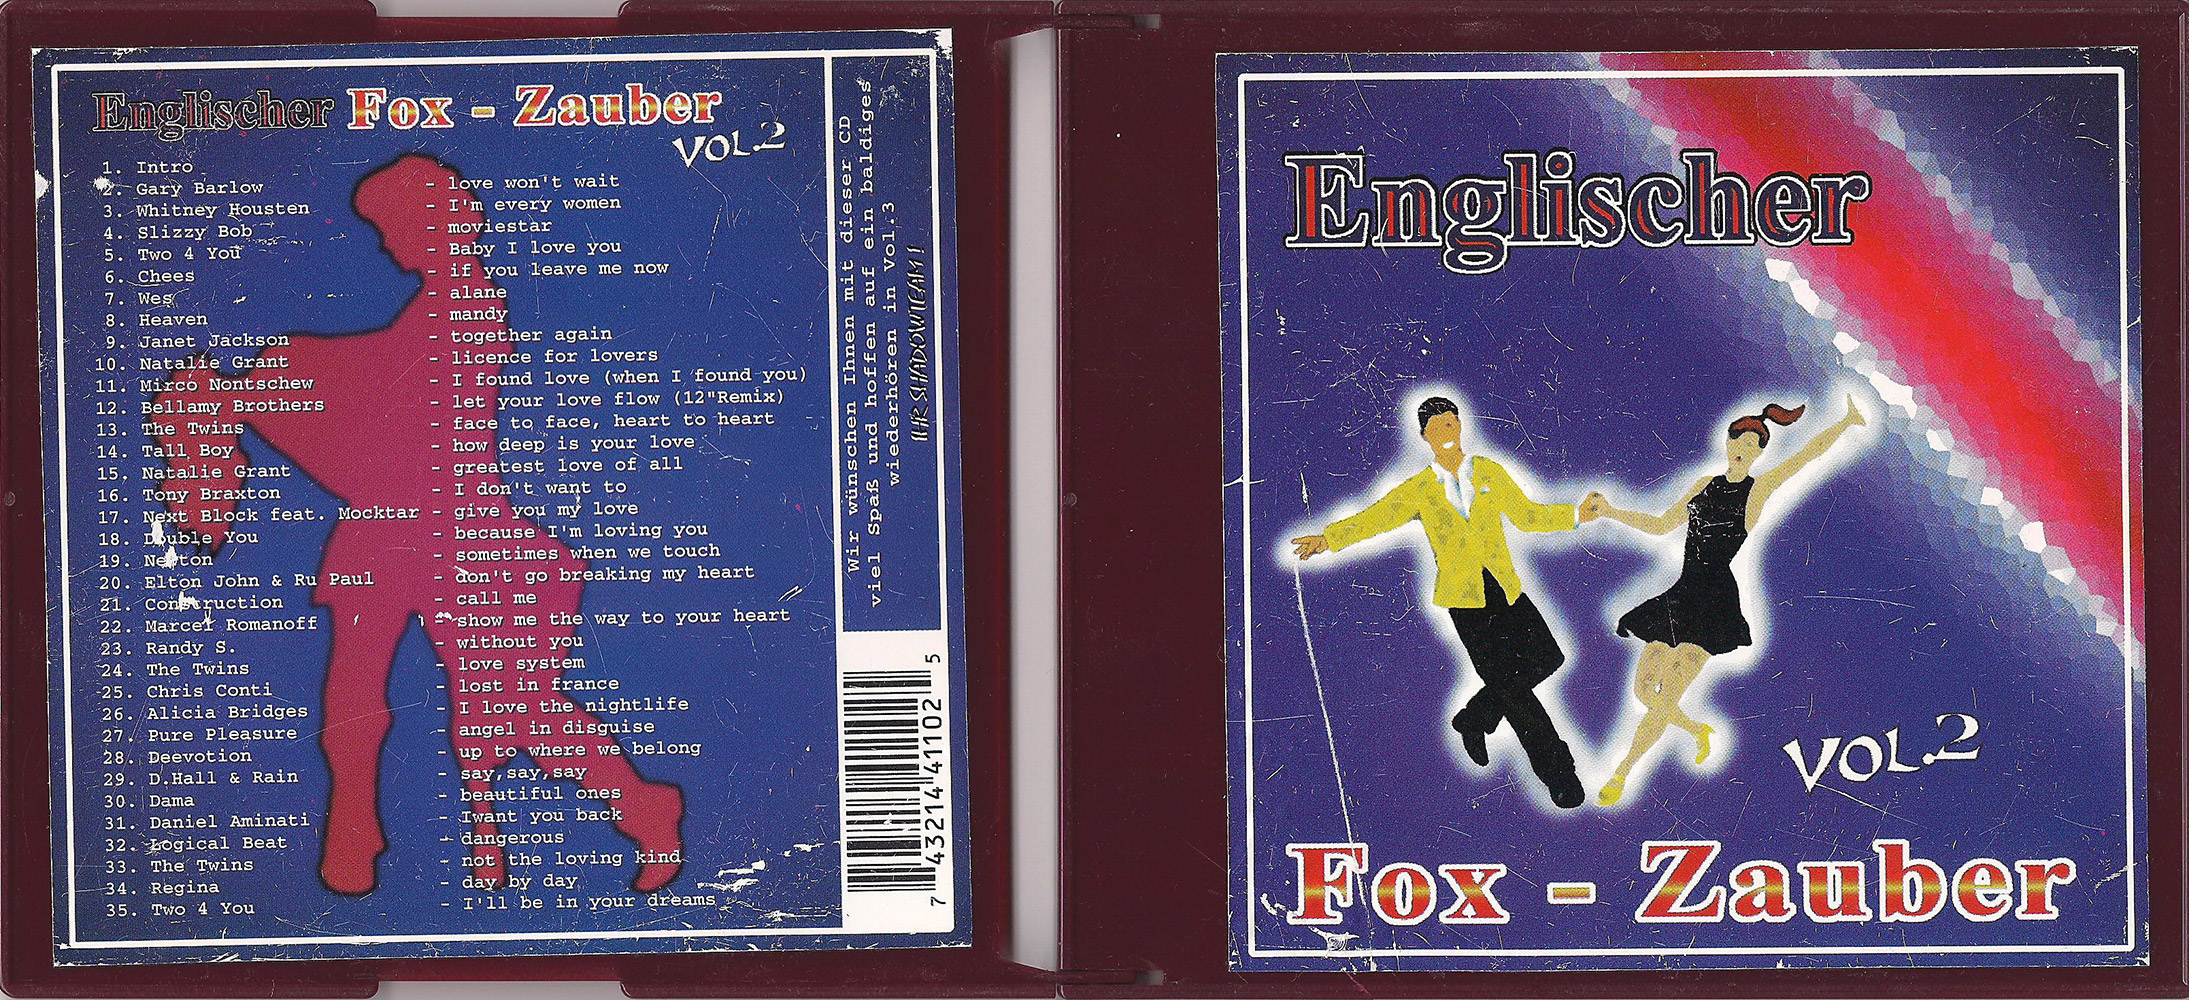 Englischer Fox - Zauber
VOL.2
1. Intro
2. Gary Barlow - love won't wait
3. Whitney Housten - I'm every women
4. Slizzy Bob - moviestar
5. Two 4 You - Baby I love you
6. Chees - if you leave me now
7. Wes - alane
8. Heaven - mandy
9. Janet Jackson - together again
10. Natalie Grant - licence for lovers
11. Mirco Nontschew - I found love (when I found you)
12. Bellamy Brothers - let your love flow (12"Remix)
13. The Twins - face to face, heart to heart
14. Tall Boy - how deep is your love
15. Natalie Grant - greatest love of all
16. Tony Braxton - I don't want to
17. Next Block feat. Mocktar - give you my love
18. Double You - because I'm loving you
19. Newton - sometimes when we touch
20. Elton John & Ru Paul - don't go breaking my heart
21. Construction - call me
22. Marcel Romanoff - show me the way to your heart
23. Randy S. - without you
24. The Twins - love system
25. Chris Conti - lost in france
26. Alicia Bridges - I love the nightlife
27. Pure Pleasure - angel in disguise
28. Deevotion - up to where we belong
29. D.Hall & Rain - say,say,say
30. Dama - beautiful ones
31. Daniel Aminati - Iwant you back
32. Logical Beat - dangerous
33. The Twins - not the loving kind
34. Regina - day by day
35. Two 4 You - I'll be in your dreams
Wir wünschen Ihnen mit dieser CD
viel Spaß und hoffen auf ein baldiges
wiederhören in Vol.3
IHR SHADOWTEAM!
7 43214 41102 5
Englischer
VOL.2
Fox - Zauber